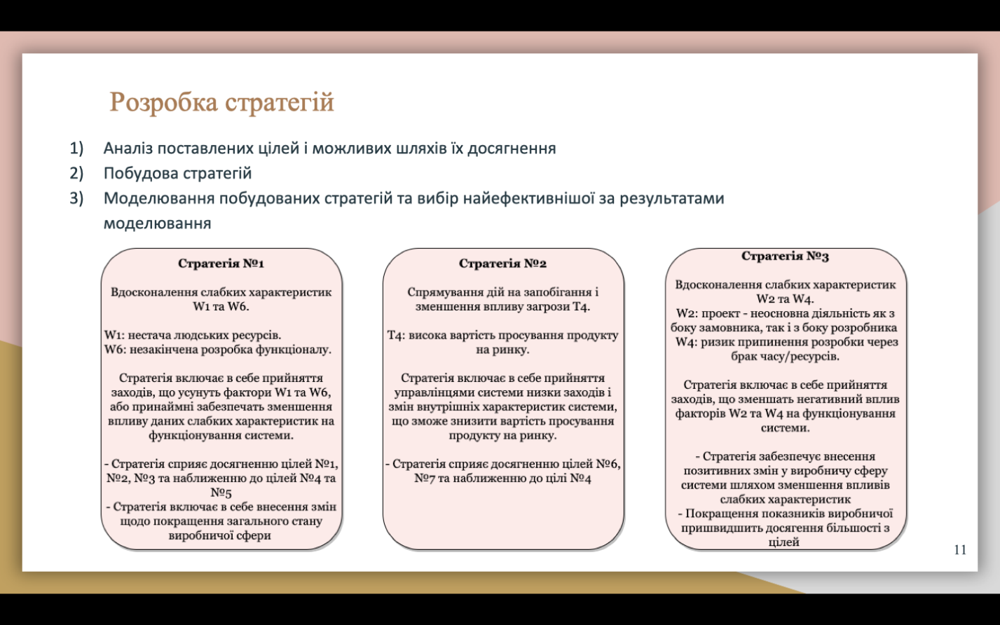 Розробка стратегій
1) Аналіз поставлених цілей і можливих шляхів їх досягнення
2) Побудова стратегій
3) Моделювання побудованих стратегій та вибір найефективнішої за результатами
моделювання
Стратегія №1
Вдосконалення слабких характеристик
W1 та W6.
W1: нестача людських ресурсів.
W6: незакінчена розробка функціоналу.
Стратегія включає в себе прийняття
заходів, що усунуть фактори W1 та W6,
або принаймні забезпечать зменшення
впливу даних слабких характеристик на
функціонування системи.
- Стратегія сприяє досягненню цілей №1,
№2, №3 та наближенню до цілей №4 та
№5
- Стратегія включає в себе внесення змін
щодо покращення загального стану
виробничої сфери
Стратегія №2
Спрямування дій на запобігання і
зменшення впливу загрози T4.
T4: висока вартість просування продукту
на ринку.
Стратегія включає в себе прийняття
управлінцями системи низки заходів і
змін внутрішніх характеристик системи,
що зможе знизити вартість просування
продукту на ринку.
- Стратегія сприяє досягненню цілей №6,
№7 та наближенню до цілі №4
Стратегія №3
Вдосконалення слабких характеристик
W2 та W4.
W2: проект - неосновна діяльність як з
боку замовника, так і з боку розробника
W4: ризик припинення розробки через
брак часу/ресурсів.
Стратегія включає в себе прийняття
заходів, що зменшать негативний вплив
факторів W2 та W4 на функціонування
системи.
- Стратегія забезпечує внесення
позитивних змін у виробничу сферу
системи шляхом зменшення впливів
слабких характеристик
- Покращення показників виробничої
пришвидшить досягення більшості з
цілей
11